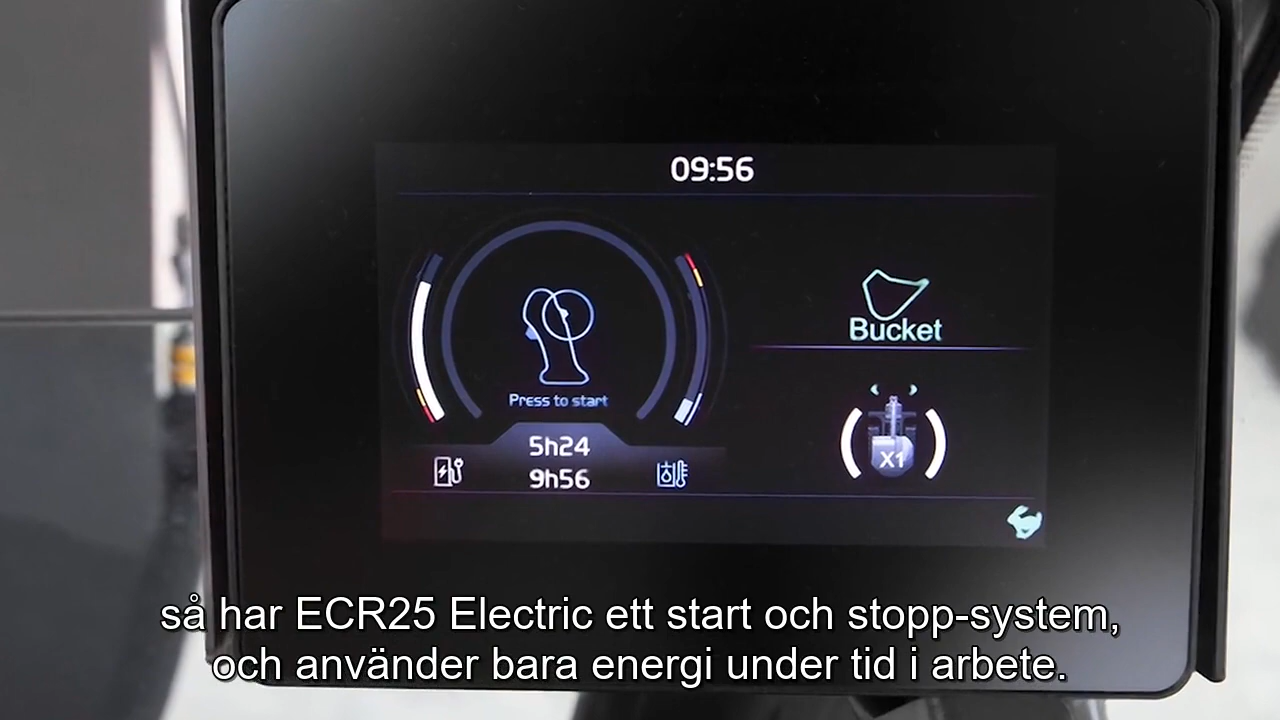 09:56
Press to start
5h24
9h56
Bucket
X1
så har ECR25 Electric ett start och stopp-system,
och använder bara energi under tid i arbete.